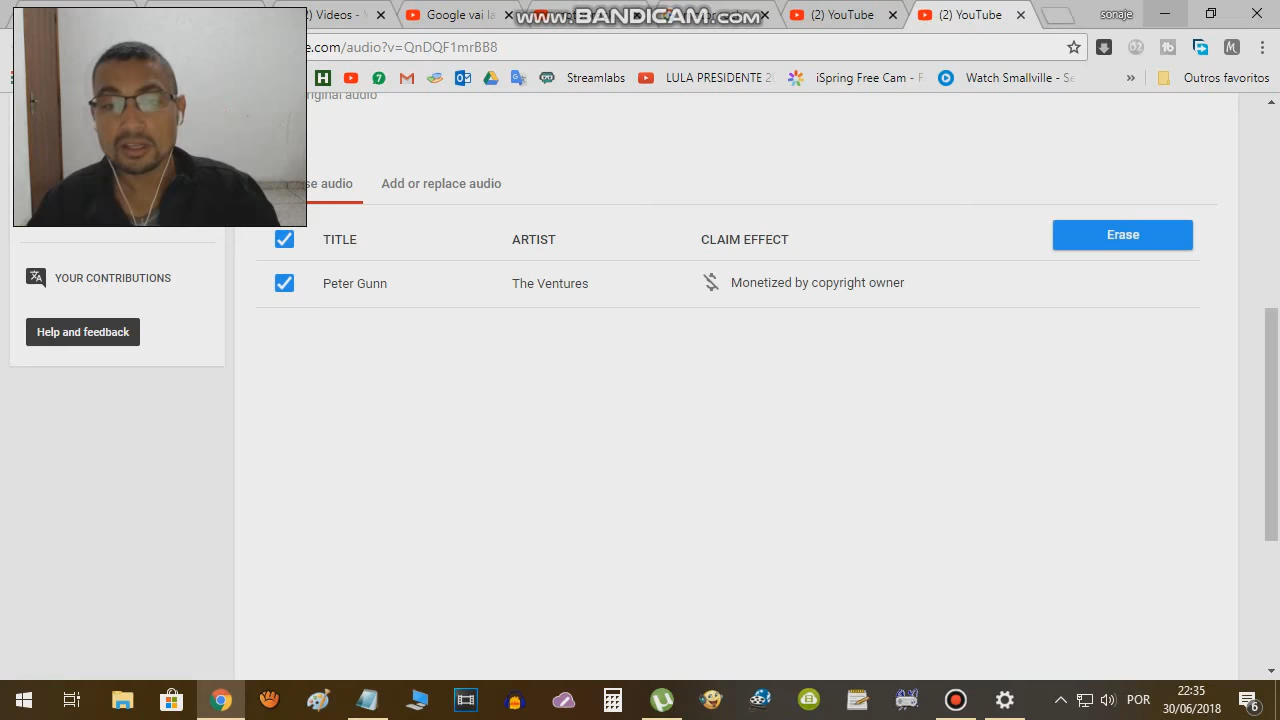 ) Videos -
Google vai la
(2) YouTube
(2) YouTube
sonaje
www.BANDICAM.com
e.com/audio?v=QnDQF1mrBB8
Streamlabs
LULA PRESIDENTE 2
iSpring Free Cam - F
Watch Smallville - Se
»
Outros favoritos
riginal audio
se audio
Add or replace audio
TITLE
ARTIST
CLAIM EFFECT
Erase
Peter Gunn
The Ventures
Monetized by copyright owner
YOUR CONTRIBUTIONS
Help and feedback
POR
22:35
30/06/2018
6